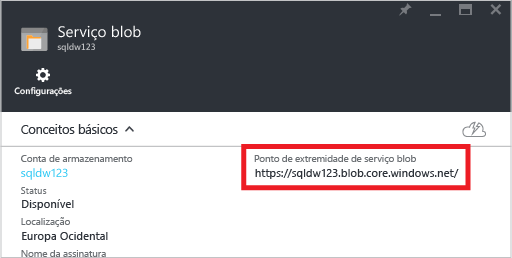 Serviço blob
sqldw123
Configurações
Conceitos básicos
Conta de armazenamento
sqldw123
Status
Disponível
Localização
Europa Ocidental
Nome da assinatura
Ponto de extremidade de serviço blob
https://sqldw123.blob.core.windows.net/